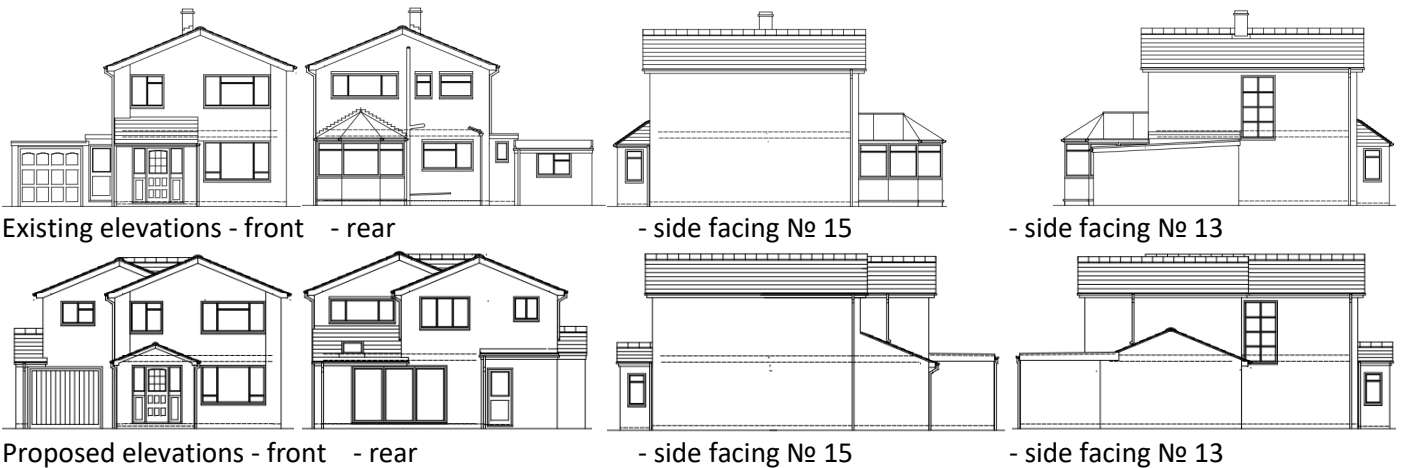 Existing elevations - front - rear - side facing № 15 - side facing № 13
Proposed elevations - front - rear - side facing № 15 - side facing № 13